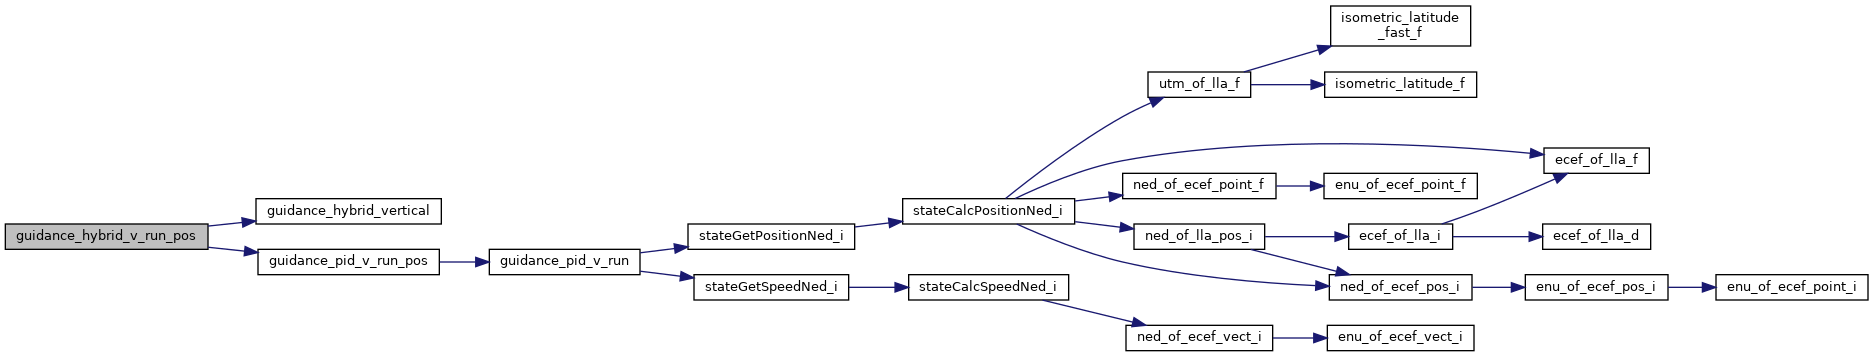 guidance_hybrid_v_run_pos
guidance_hybrid_vertical
guidance_pid_v_run_pos
guidance_pid_v_run
stateGetPositionNed_i
stateGetSpeedNed_i
stateCalcPositionNed_i
stateCalcSpeedNed_i
utm_of_lla_f
isometric_latitude
_fast_f
isometric_latitude_f
ecef_of_lla_f
ned_of_ecef_point_f
enu_of_ecef_point_f
ned_of_lla_pos_i
ecef_of_lla_i
ecef_of_lla_d
ned_of_ecef_pos_i
enu_of_ecef_pos_i
enu_of_ecef_point_i
ned_of_ecef_vect_i
enu_of_ecef_vect_i